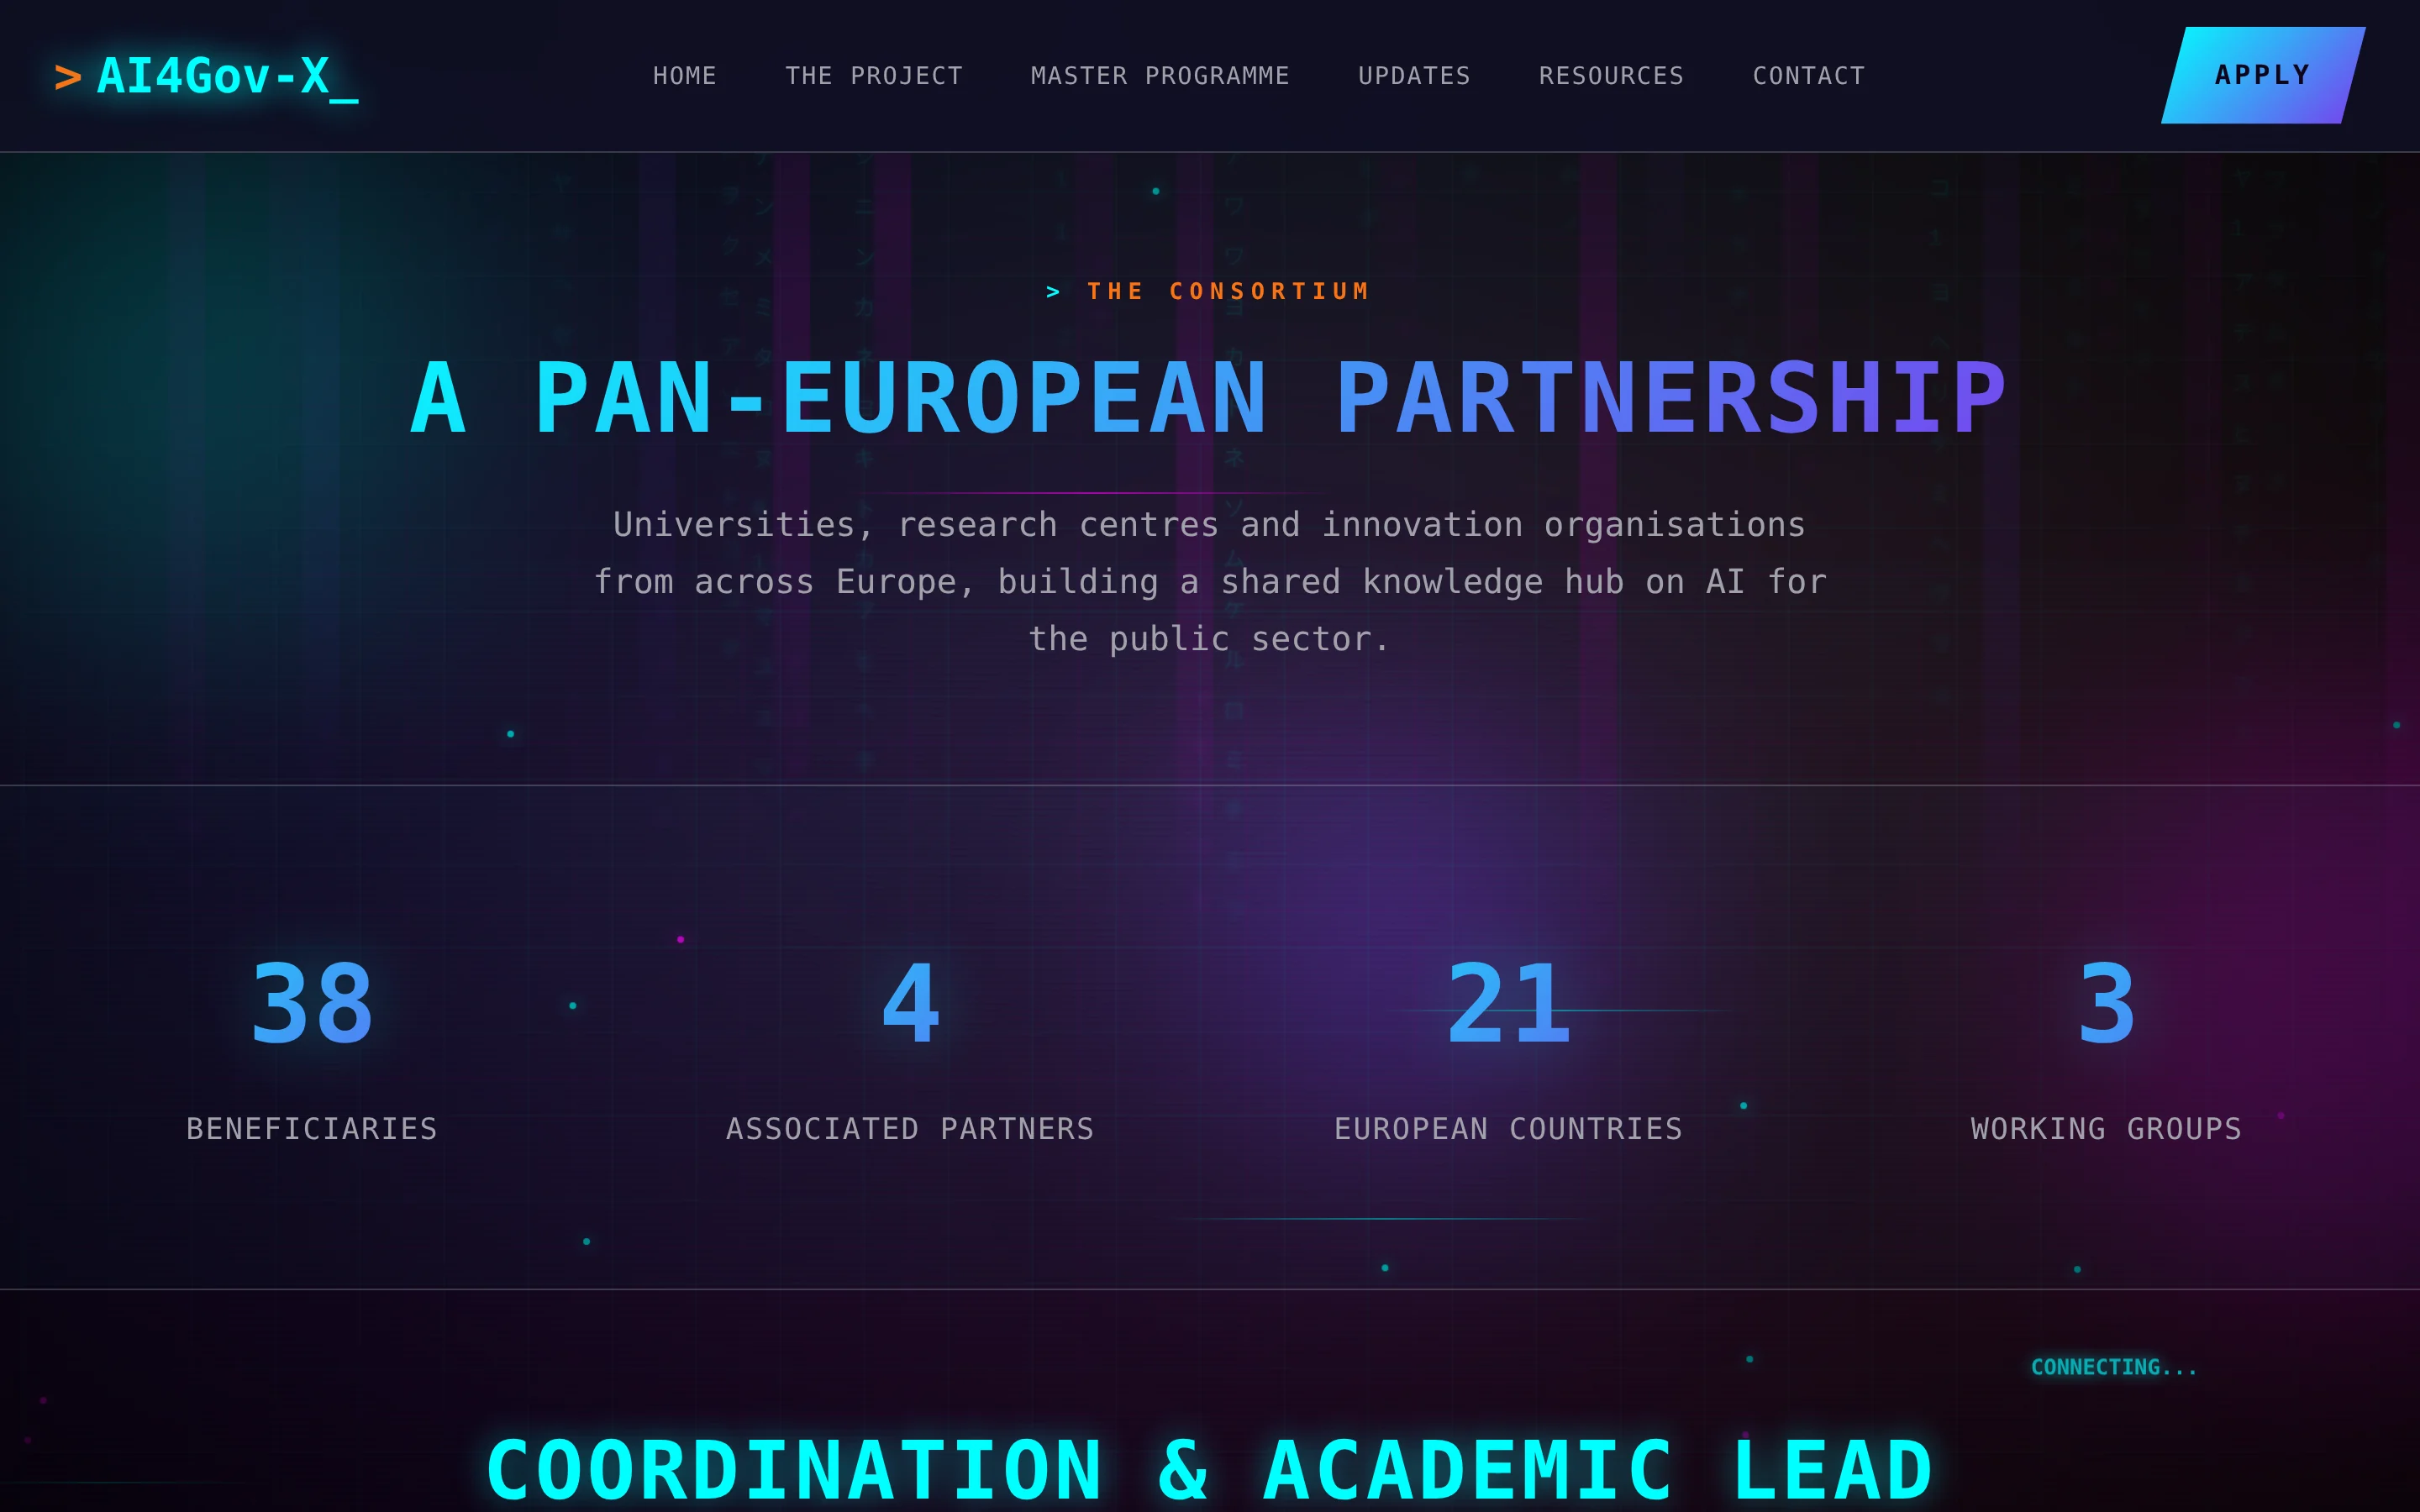 > AI4Gov-X_
HOME THE PROJECT MASTER PROGRAMME UPDATES RESOURCES CONTACT
APPLY
> THE CONSORTIUM
A PAN-EUROPEAN PARTNERSHIP
Universities, research centres and innovation organisations
from across Europe, building a shared knowledge hub on AI for
the public sector.
38
BENEFICIARIES
4
ASSOCIATED PARTNERS
21
EUROPEAN COUNTRIES
3
WORKING GROUPS
CONNECTING...
COORDINATION & ACADEMIC LEAD